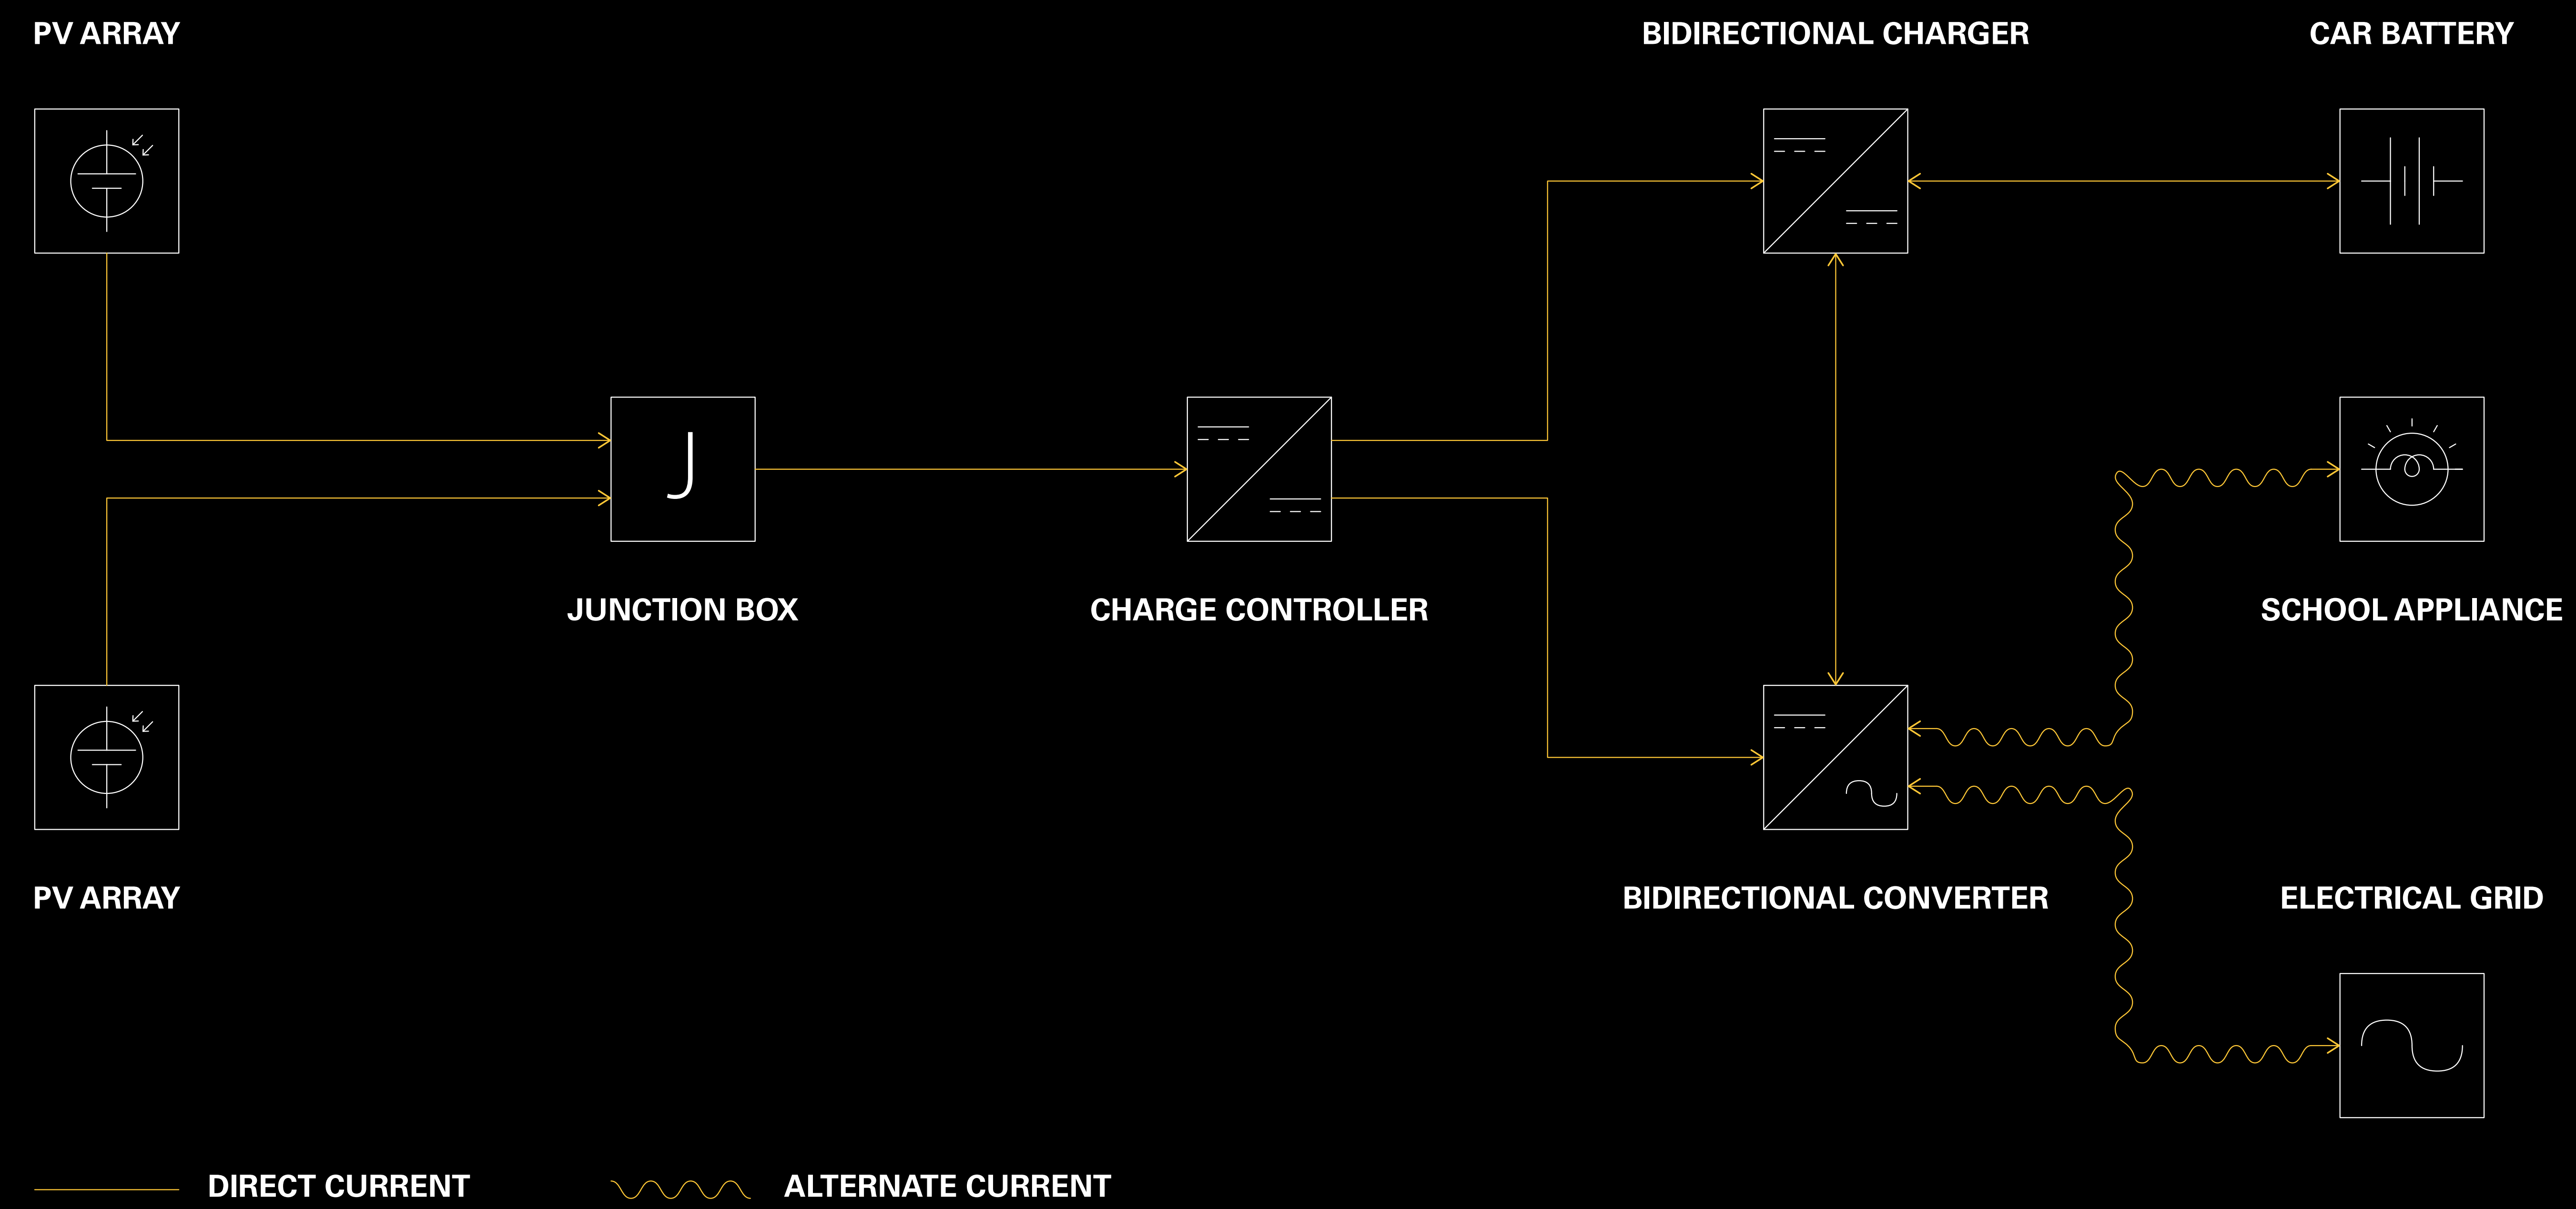 PV ARRAY
BIDIRECTIONAL CHARGER
CAR BATTERY
J
JUNCTION BOX
CHARGE CONTROLLER
SCHOOL APPLIANCE
PV ARRAY
BIDIRECTIONAL CONVERTER
ELECTRICAL GRID
DIRECT CURRENT
ALTERNATE CURRENT